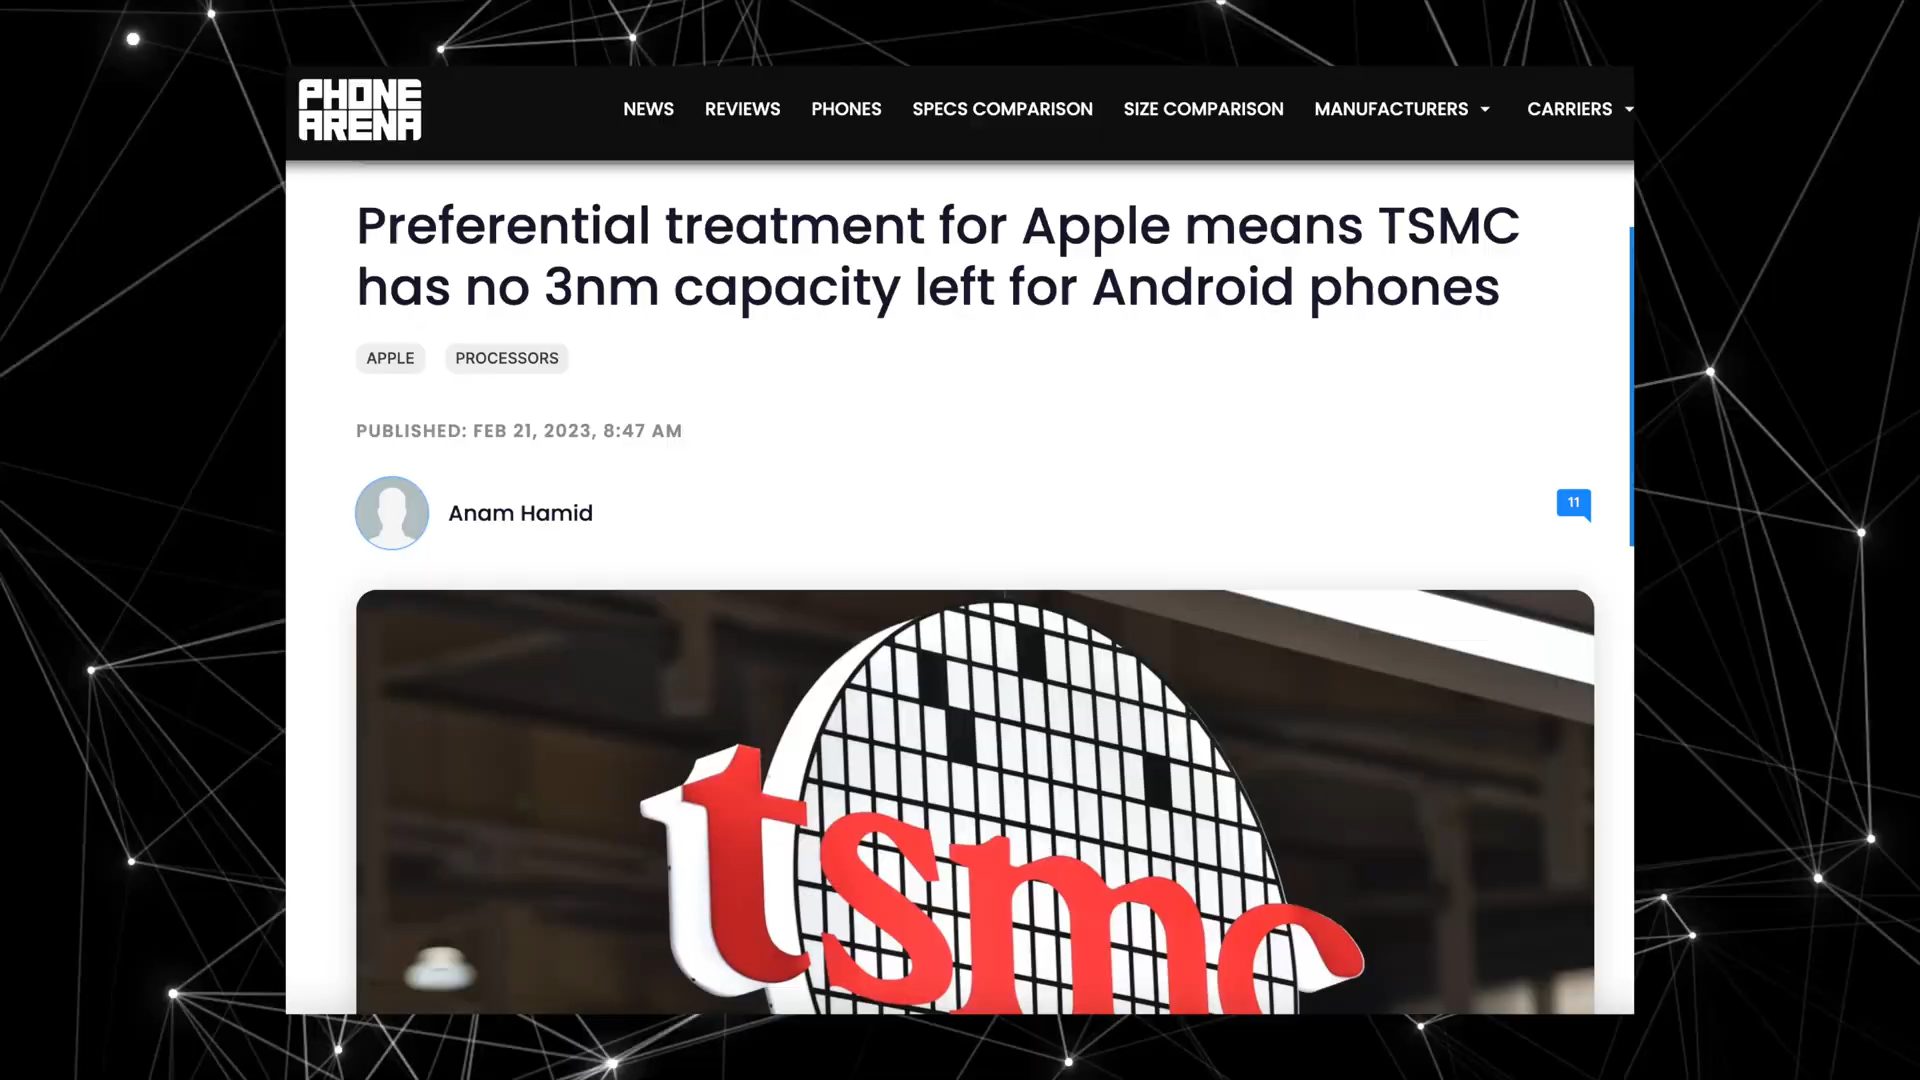 PHONE
ARENA
NEWS REVIEWS PHONES SPECS COMPARISON SIZE COMPARISON MANUFACTURERS CARRIERS
Preferential treatment for Apple means TSMC
has no 3nm capacity left for Android phones
APPLE PROCESSORS
PUBLISHED: FEB 21, 2023, 8:47 AM
Anam Hamid
11
tsmc